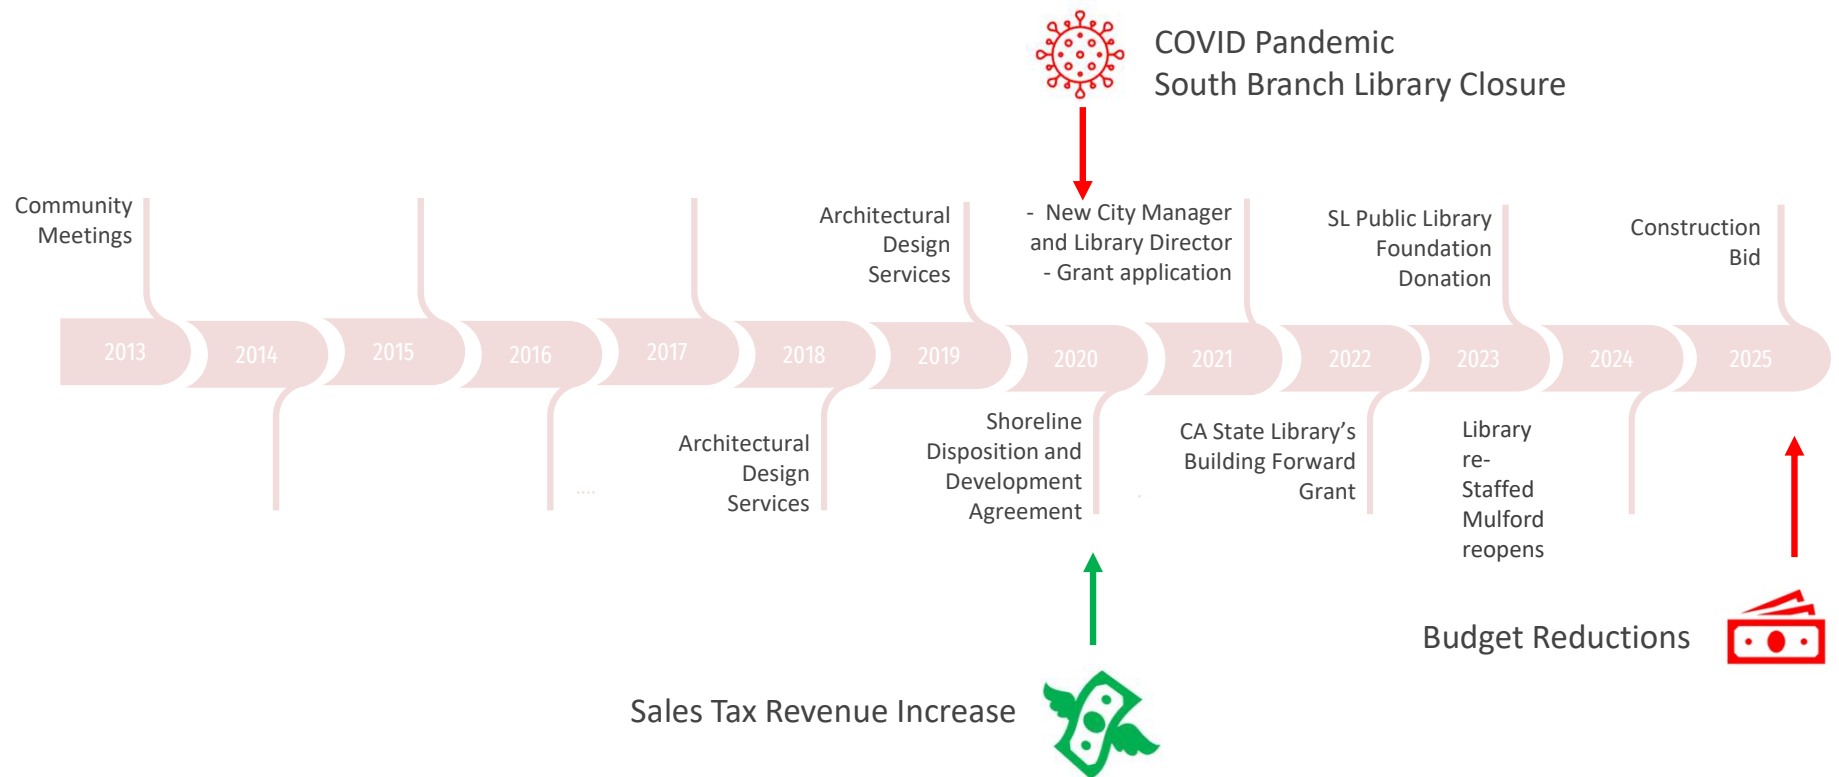 COVID Pandemic
South Branch Library Closure
Community
Meetings
Architectural
Design
Services
- New City Manager
and Library Director
- Grant application
SL Public Library
Foundation
Donation
Construction
Bid
2013
2014
2015
2016
2017
2018
2019
2020
2021
2022
2023
2024
2025
....
Architectural
Design
Services
Shoreline
Disposition and
Development
Agreement
.
CA State Library’s
Building Forward
Grant
Library
re-
Staffed
Mulford
reopens
Budget Reductions
Sales Tax Revenue Increase